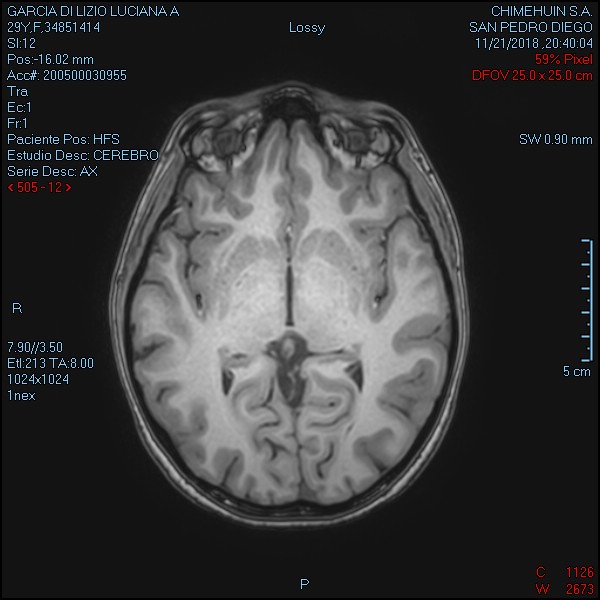 GARCIA DI LIZIO LUCIANA A
29Y,F,34851414
Sl:12
Pos:-16.02 mm
Acc#: 200500030955
Tra
Ec:1
Fr:1
Paciente Pos: HFS
Estudio Desc: CEREBRO
Serie Desc: AX
< 505 - 12 >
Lossy
CHIMEHUIN S.A.
SAN PEDRO DIEGO
11/21/2018 ,20:40:04
59% Pixel
DFOV 25.0 x 25.0 cm
SW 0.90 mm
R
7.90//3.50
Etl:213 TA:8.00
1024x1024
1nex
5 cm
P
C 1126
W 2673